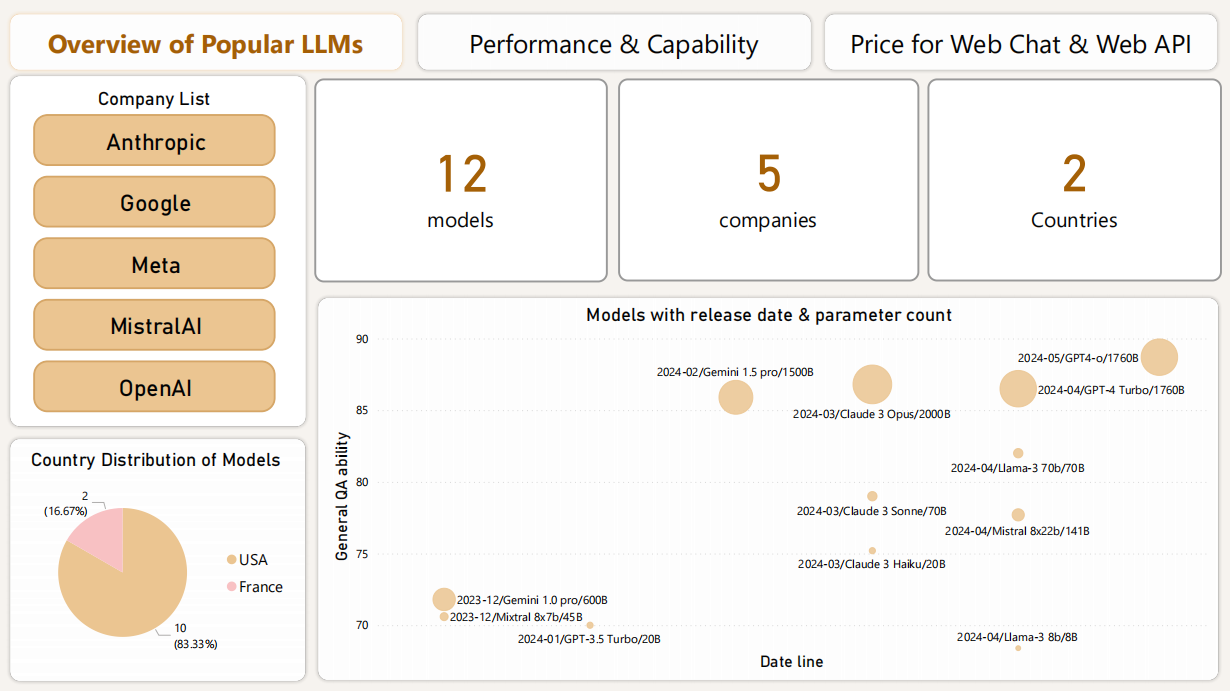 Overview of Popular LLMs
Performance & Capability
Price for Web Chat & Web API
Company List
Anthropic
Google
Meta
MistralAI
OpenAI
12
models
5
companies
2
Countries
Country Distribution of Models
2
(16.67%)
10
(83.33%)
USA
France
Models with release date & parameter count
General QA ability
90
85
80
75
70
2024-05/GPT4-o/1760B
2024-02/Gemini 1.5 pro/1500B
2024-04/GPT-4 Turbo/1760B
2024-03/Claude 3 Opus/2000B
2024-04/Llama-3 70b/70B
2024-03/Claude 3 Sonne/70B
2024-04/Mistral 8x22b/141B
2024-03/Claude 3 Haiku/20B
2023-12/Gemini 1.0 pro/600B
2023-12/Mixtral 8x7b/45B
2024-01/GPT-3.5 Turbo/20B
2024-04/Llama-3 8b/8B
Date line